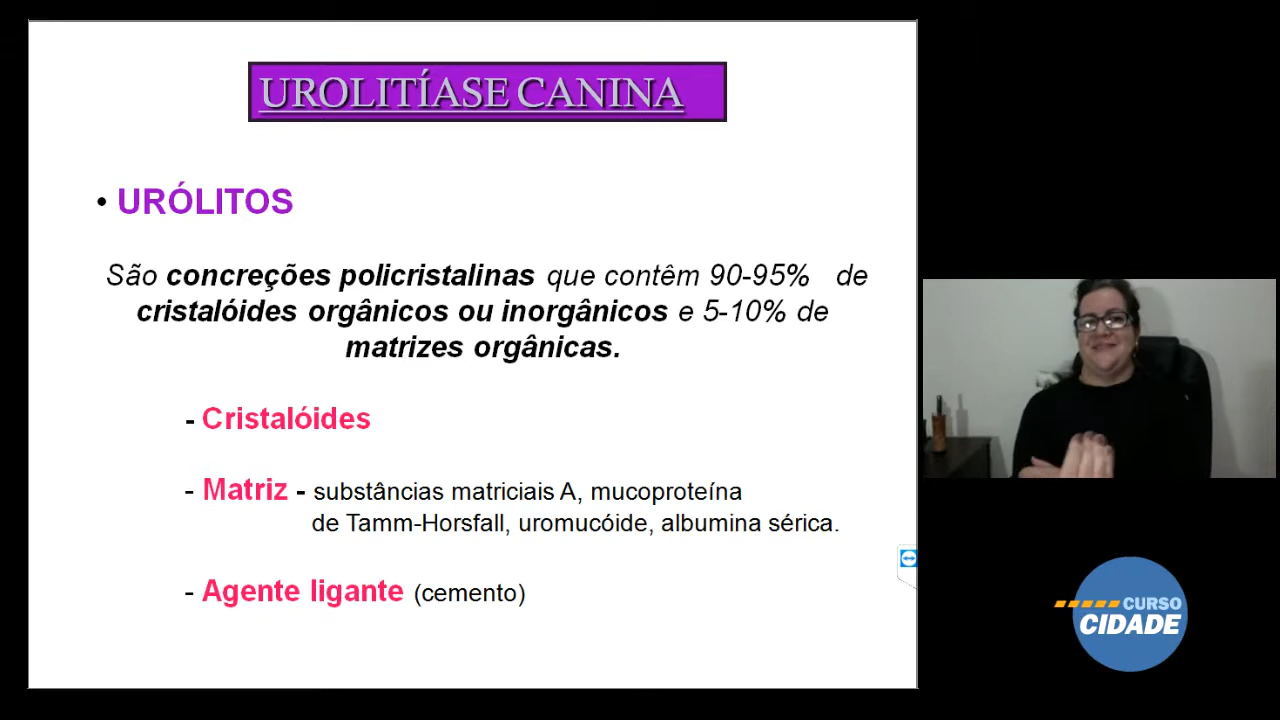 UROLITÍASE CANINA
• URÓLITOS
São concreções policristalinas que contêm 90-95% de
cristalóides orgânicos ou inorgânicos e 5-10% de
matrizes orgânicas.
- Cristalóides
- Matriz - substâncias matriciais A, mucoproteína
de Tamm-Horsfall, uromucóide, albumina sérica.
- Agente ligante (cemento)
CURSO
CIDADE